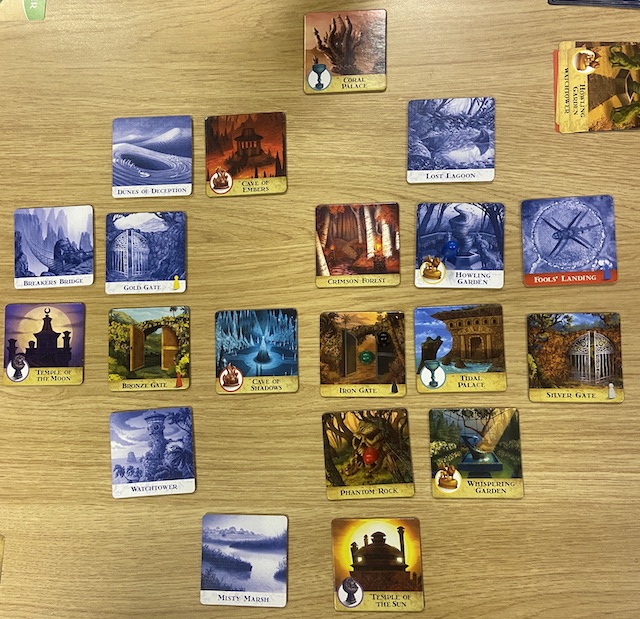 CORAL
PALACE
HOWLING
GARDEN
WATCHTOWER
DUNES OF DECEPTION
CAVE OF
EMBERS
LOST LAGOON
BREAKERS BRIDGE
GOLD GATE
CRIMSON FOREST
HOWLING
GARDEN
FOOLS' LANDING
TEMPLE OF
THE MOON
BRONZE GATE
CAVE OF
SHADOWS
IRON GATE
TIDAL
PALACE
SILVER GATE
WATCHTOWER
PHANTOM ROCK
WHISPERING
GARDEN
MISTY MARSH
TEMPLE OF
THE SUN